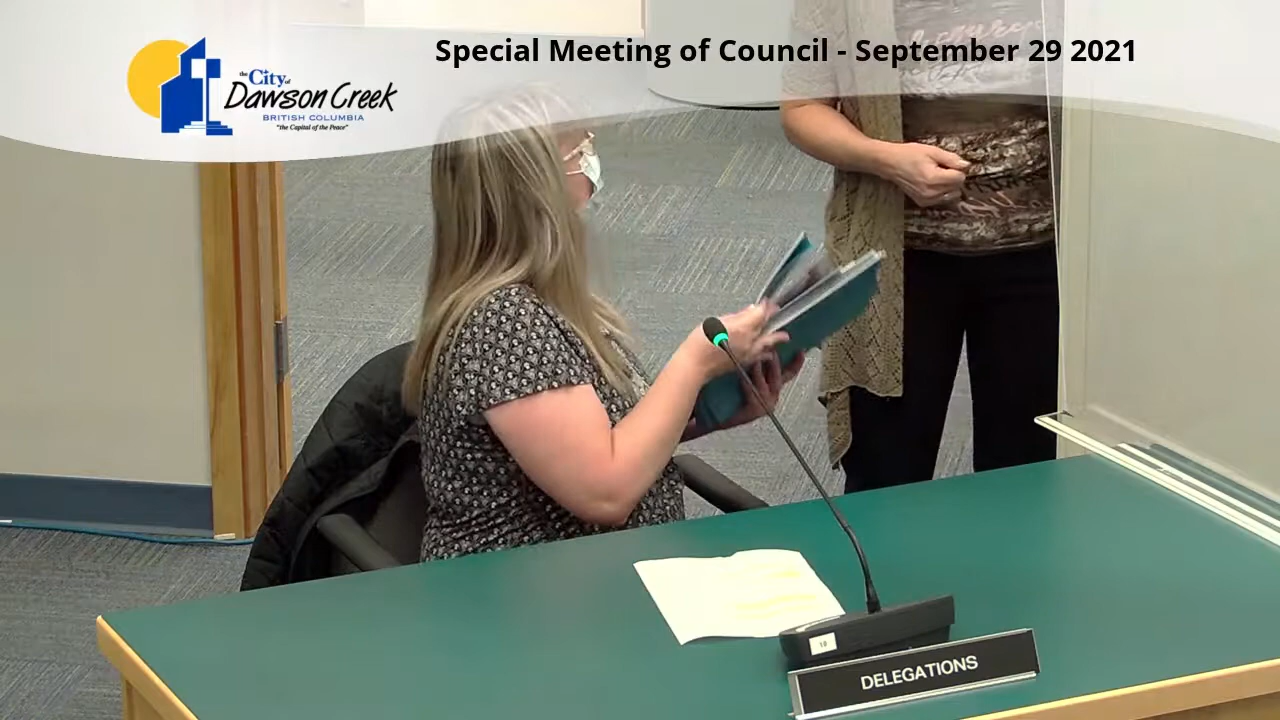 Special Meeting of Council - September 29 2021
the City of
Dawson Creek
BRITISH COLUMBIA
"the Capital of the Peace"
DELEGATIONS